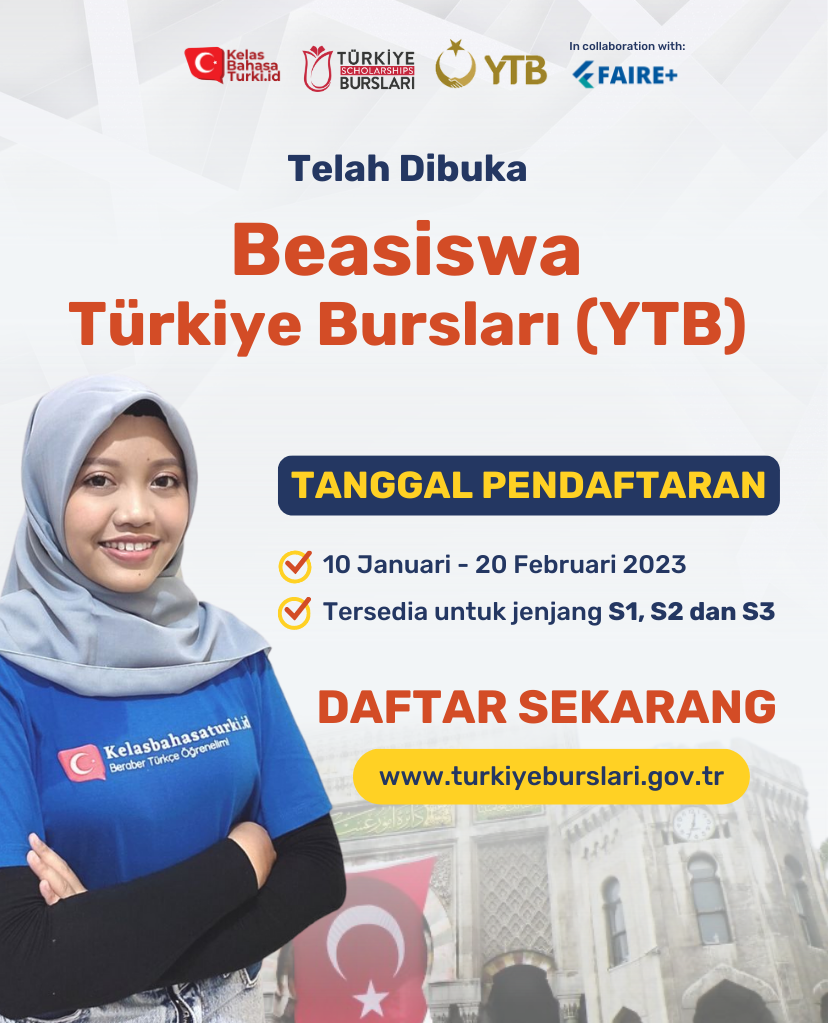 Kelas
Bahasa
Turki.id
TÜRKİYE
SCHOLARSHIPS
BURSLARI
YTB
In collaboration with:
FAIRE+
Telah Dibuka
Beasiswa
Türkiye Bursları (YTB)
TANGGAL PENDAFTARAN
10 Januari - 20 Februari 2023
Tersedia untuk jenjang S1, S2 dan S3
DAFTAR SEKARANG
www.turkiyeburslari.gov.tr
Kelasbahasaturki.id
Beraber Türkçe Öğrenelim!